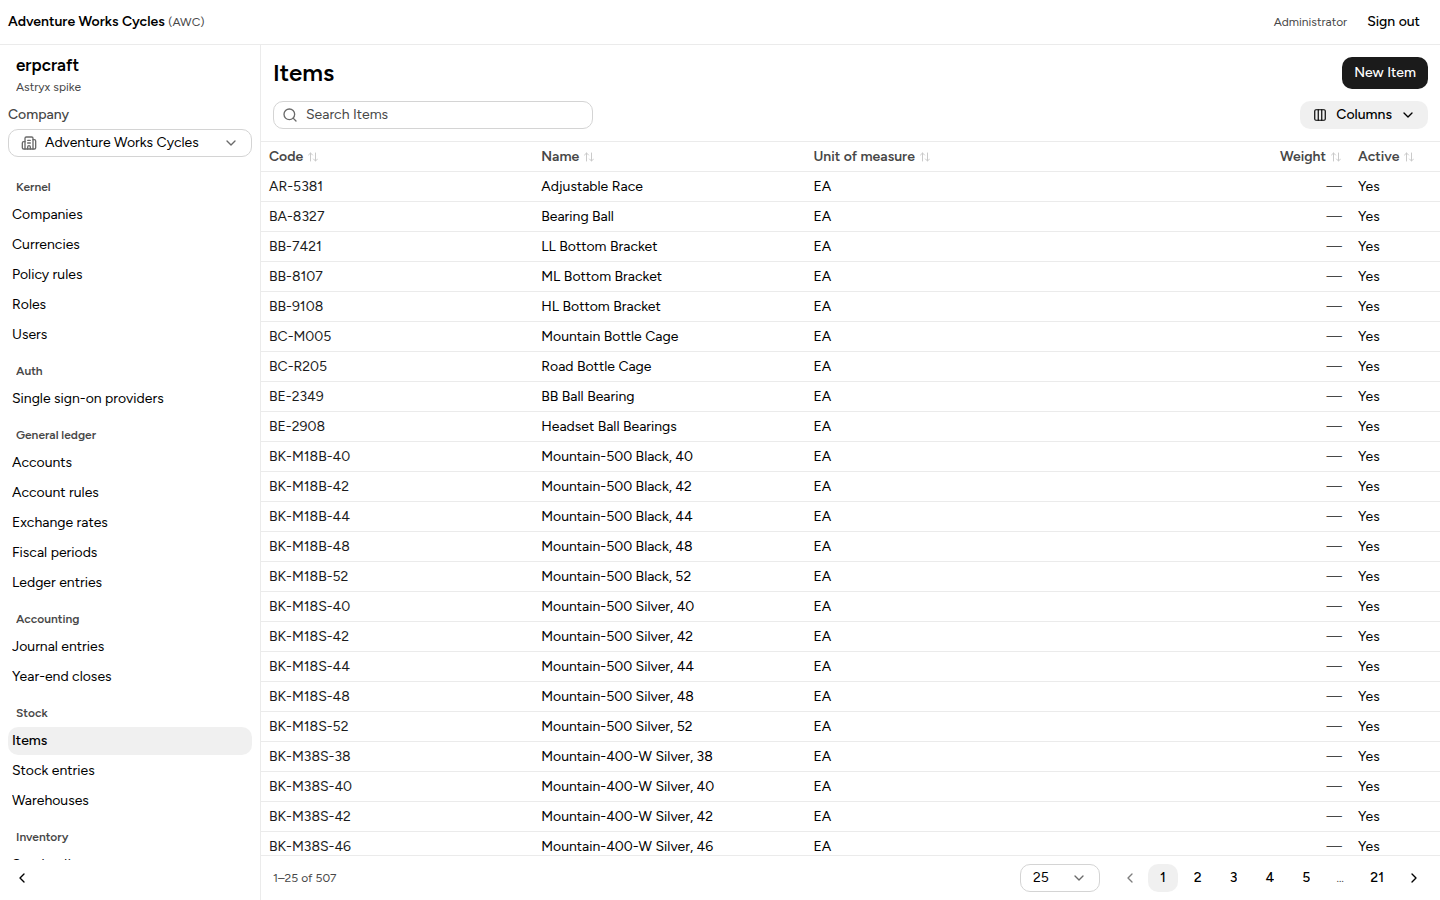 Adventure Works Cycles (AWC)
Administrator
Sign out
erpcraft
Astryx spike
Company
Adventure Works Cycles
Kernel
Companies
Currencies
Policy rules
Roles
Users
Auth
Single sign-on providers
General ledger
Accounts
Account rules
Exchange rates
Fiscal periods
Ledger entries
Accounting
Journal entries
Year-end closes
Stock
Items
Stock entries
Warehouses
Inventory
Items
New Item
Search Items
Columns
Code Name Unit of measure Weight Active
AR-5381 Adjustable Race EA — Yes
BA-8327 Bearing Ball EA — Yes
BB-7421 LL Bottom Bracket EA — Yes
BB-8107 ML Bottom Bracket EA — Yes
BB-9108 HL Bottom Bracket EA — Yes
BC-M005 Mountain Bottle Cage EA — Yes
BC-R205 Road Bottle Cage EA — Yes
BE-2349 BB Ball Bearing EA — Yes
BE-2908 Headset Ball Bearings EA — Yes
BK-M18B-40 Mountain-500 Black, 40 EA — Yes
BK-M18B-42 Mountain-500 Black, 42 EA — Yes
BK-M18B-44 Mountain-500 Black, 44 EA — Yes
BK-M18B-48 Mountain-500 Black, 48 EA — Yes
BK-M18B-52 Mountain-500 Black, 52 EA — Yes
BK-M18S-40 Mountain-500 Silver, 40 EA — Yes
BK-M18S-42 Mountain-500 Silver, 42 EA — Yes
BK-M18S-44 Mountain-500 Silver, 44 EA — Yes
BK-M18S-48 Mountain-500 Silver, 48 EA — Yes
BK-M18S-52 Mountain-500 Silver, 52 EA — Yes
BK-M38S-38 Mountain-400-W Silver, 38 EA — Yes
BK-M38S-40 Mountain-400-W Silver, 40 EA — Yes
BK-M38S-42 Mountain-400-W Silver, 42 EA — Yes
BK-M38S-46 Mountain-400-W Silver, 46 EA — Yes
1–25 of 507
25
1 2 3 4 5 ... 21